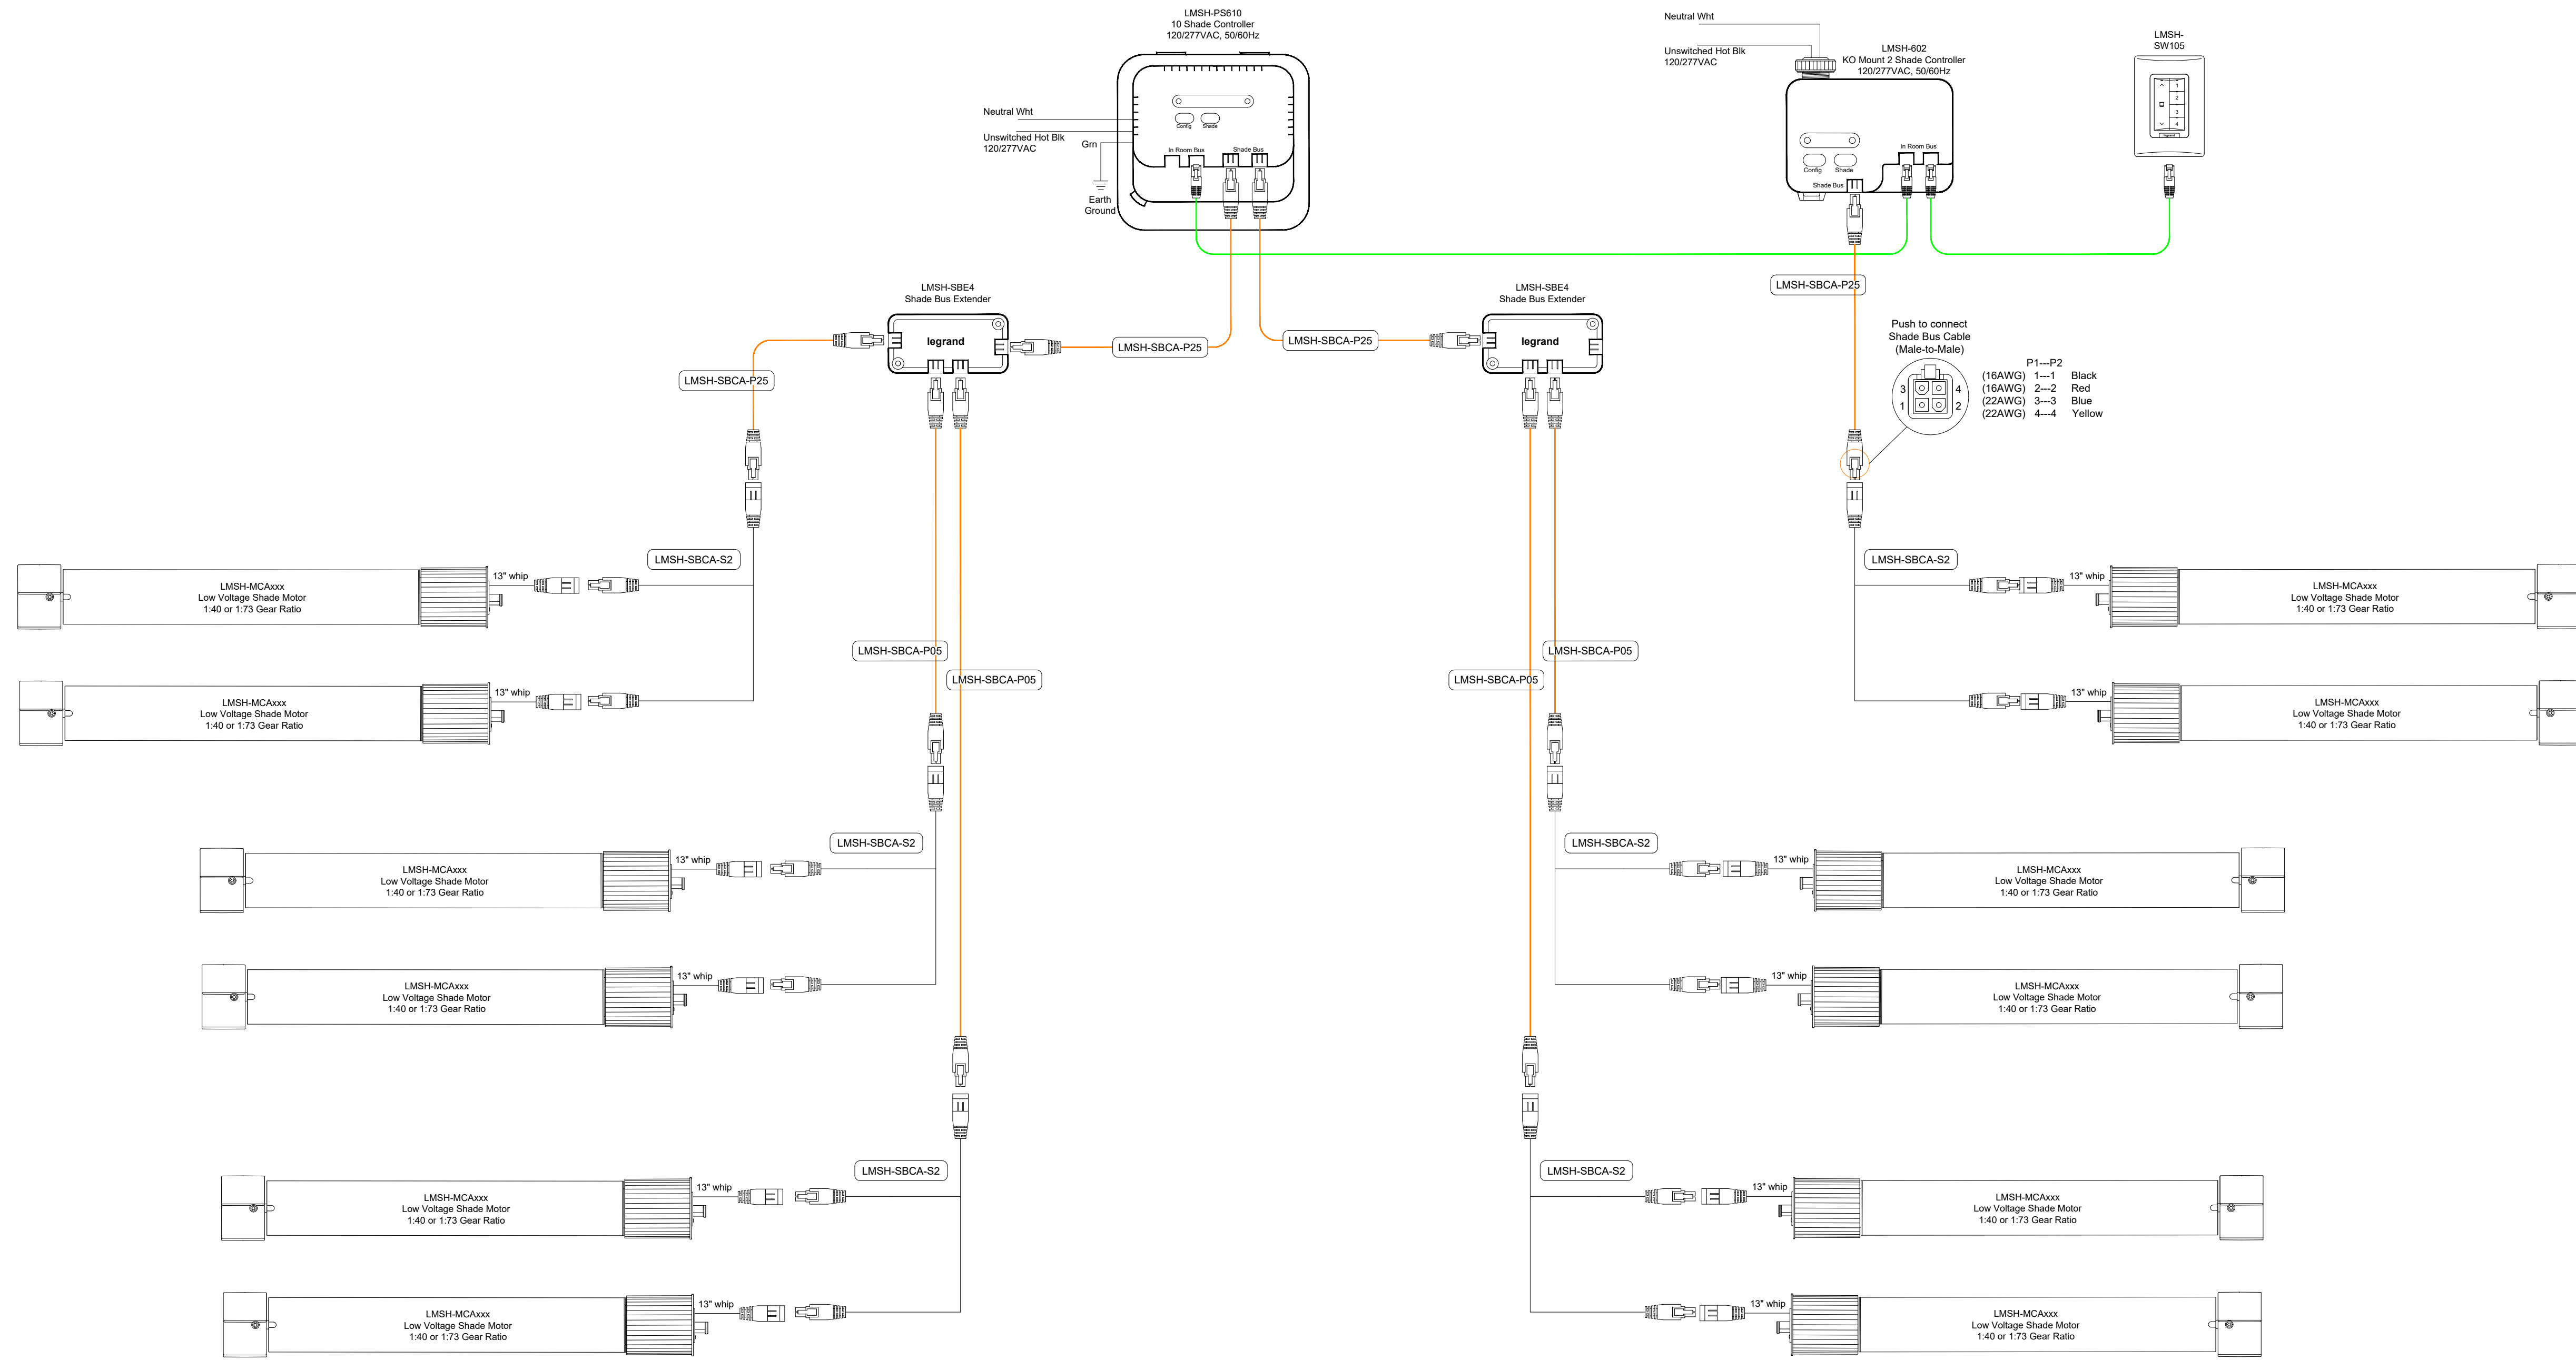 LMSH-PS610
10 Shade Controller
120/277VAC, 50/60Hz
Neutral Wht
Unswitched Hot Blk
120/277VAC
Grn
Earth
Ground
Config
Shade
In Room Bus
Shade Bus
Neutral Wht
Unswitched Hot Blk
120/277VAC
LMSH-602
KO Mount 2 Shade Controller
120/277VAC, 50/60Hz
Config
Shade
In Room Bus
Shade Bus
LMSH-
SW105
1
2
3
4
legrand
LMSH-SBE4
Shade Bus Extender
legrand
LMSH-SBCA-P25
LMSH-SBCA-P25
LMSH-SBE4
Shade Bus Extender
legrand
LMSH-SBCA-P25
LMSH-SBCA-P25
Push to connect
Shade Bus Cable
(Male-to-Male)
3
4
1
2
P1---P2
(16AWG) 1---1 Black
(16AWG) 2---2 Red
(22AWG) 3---3 Blue
(22AWG) 4---4 Yellow
LMSH-SBCA-S2
13" whip
LMSH-MCAxxx
Low Voltage Shade Motor
1:40 or 1:73 Gear Ratio
13" whip
LMSH-MCAxxx
Low Voltage Shade Motor
1:40 or 1:73 Gear Ratio
LMSH-SBCA-S2
13" whip
LMSH-MCAxxx
Low Voltage Shade Motor
1:40 or 1:73 Gear Ratio
13" whip
LMSH-MCAxxx
Low Voltage Shade Motor
1:40 or 1:73 Gear Ratio
LMSH-SBCA-P05
LMSH-SBCA-P05
LMSH-SBCA-P05
LMSH-SBCA-P05
LMSH-SBCA-S2
13" whip
LMSH-MCAxxx
Low Voltage Shade Motor
1:40 or 1:73 Gear Ratio
13" whip
LMSH-MCAxxx
Low Voltage Shade Motor
1:40 or 1:73 Gear Ratio
LMSH-SBCA-S2
13" whip
LMSH-MCAxxx
Low Voltage Shade Motor
1:40 or 1:73 Gear Ratio
13" whip
LMSH-MCAxxx
Low Voltage Shade Motor
1:40 or 1:73 Gear Ratio
LMSH-SBCA-S2
13" whip
LMSH-MCAxxx
Low Voltage Shade Motor
1:40 or 1:73 Gear Ratio
13" whip
LMSH-MCAxxx
Low Voltage Shade Motor
1:40 or 1:73 Gear Ratio
LMSH-SBCA-S2
13" whip
LMSH-MCAxxx
Low Voltage Shade Motor
1:40 or 1:73 Gear Ratio
13" whip
LMSH-MCAxxx
Low Voltage Shade Motor
1:40 or 1:73 Gear Ratio